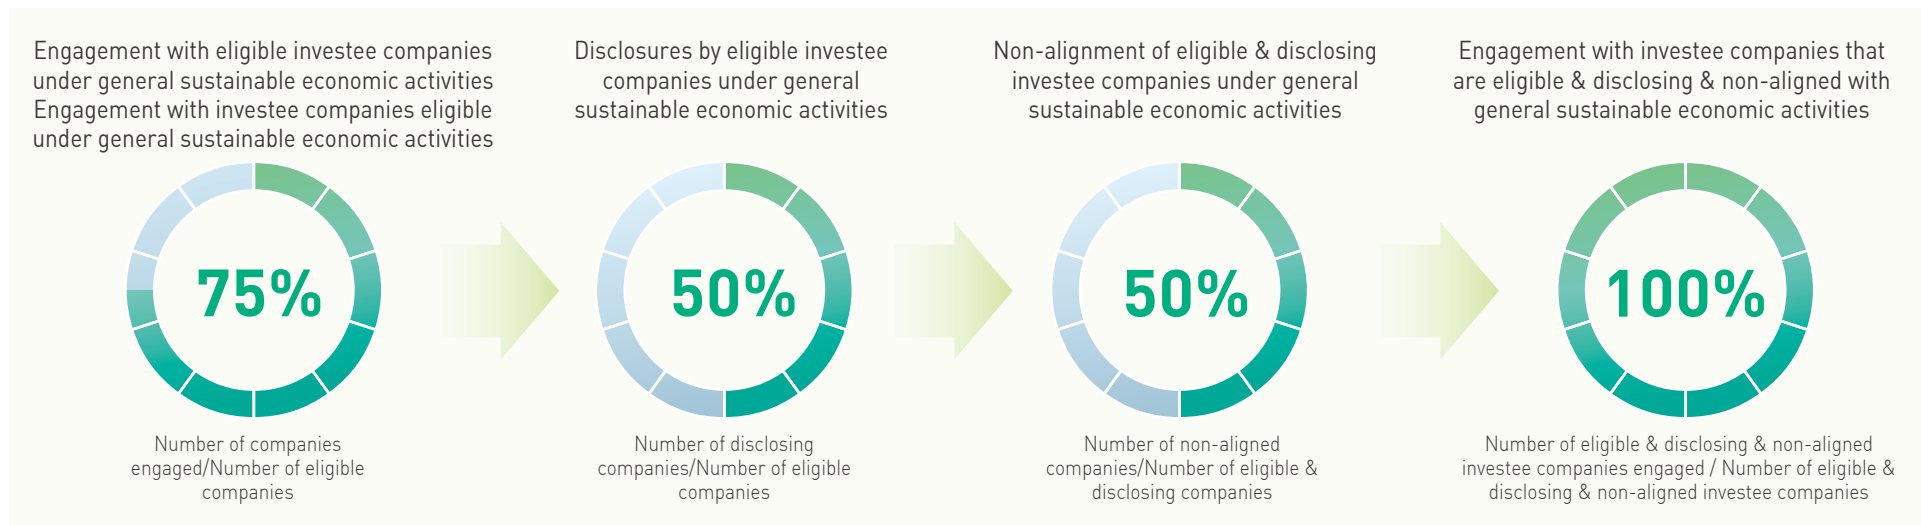 Engagement with eligible investee companies
under general sustainable economic activities
Engagement with investee companies eligible
under general sustainable economic activities
75%
Number of companies
engaged/Number of eligible
companies
Disclosures by eligible investee
companies under general
sustainable economic activities
50%
Number of disclosing
companies/Number of eligible
companies
Non-alignment of eligible & disclosing
investee companies under general
sustainable economic activities
50%
Number of non-aligned
companies/Number of eligible &
disclosing companies
Engagement with investee companies that
are eligible & disclosing & non-aligned with
general sustainable economic activities
100%
Number of eligible & disclosing & non-aligned
investee companies engaged / Number of eligible &
disclosing & non-aligned investee companies